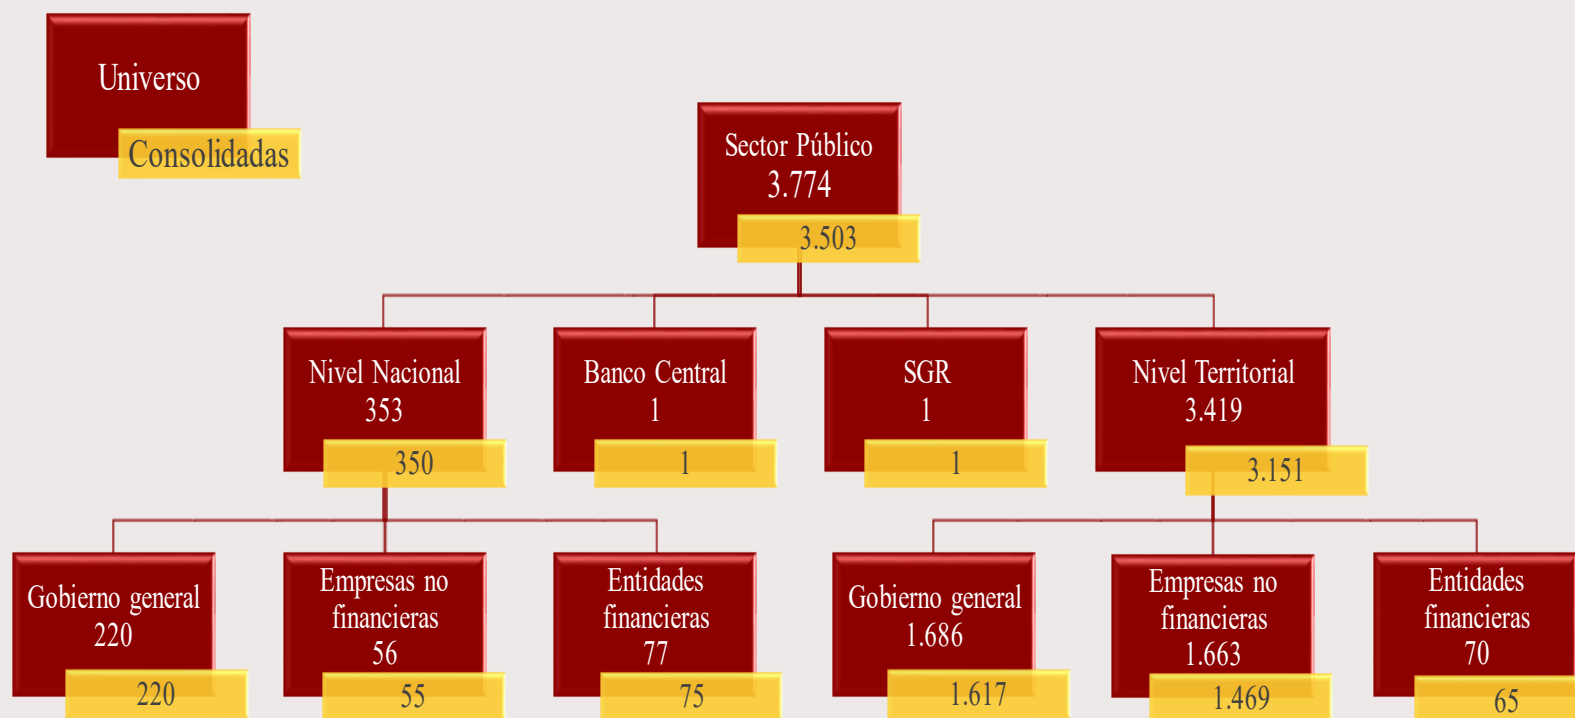 Universo
Consolidadas
Sector Público
3.774
3.503
Nivel Nacional
353
350
Banco Central
1
1
SGR
1
1
Nivel Territorial
3.419
3.151
Gobierno general
220
220
Empresas no
financieras
56
55
Entidades
financieras
77
75
Gobierno general
1.686
1.617
Empresas no
financieras
1.663
1.469
Entidades
financieras
70
65